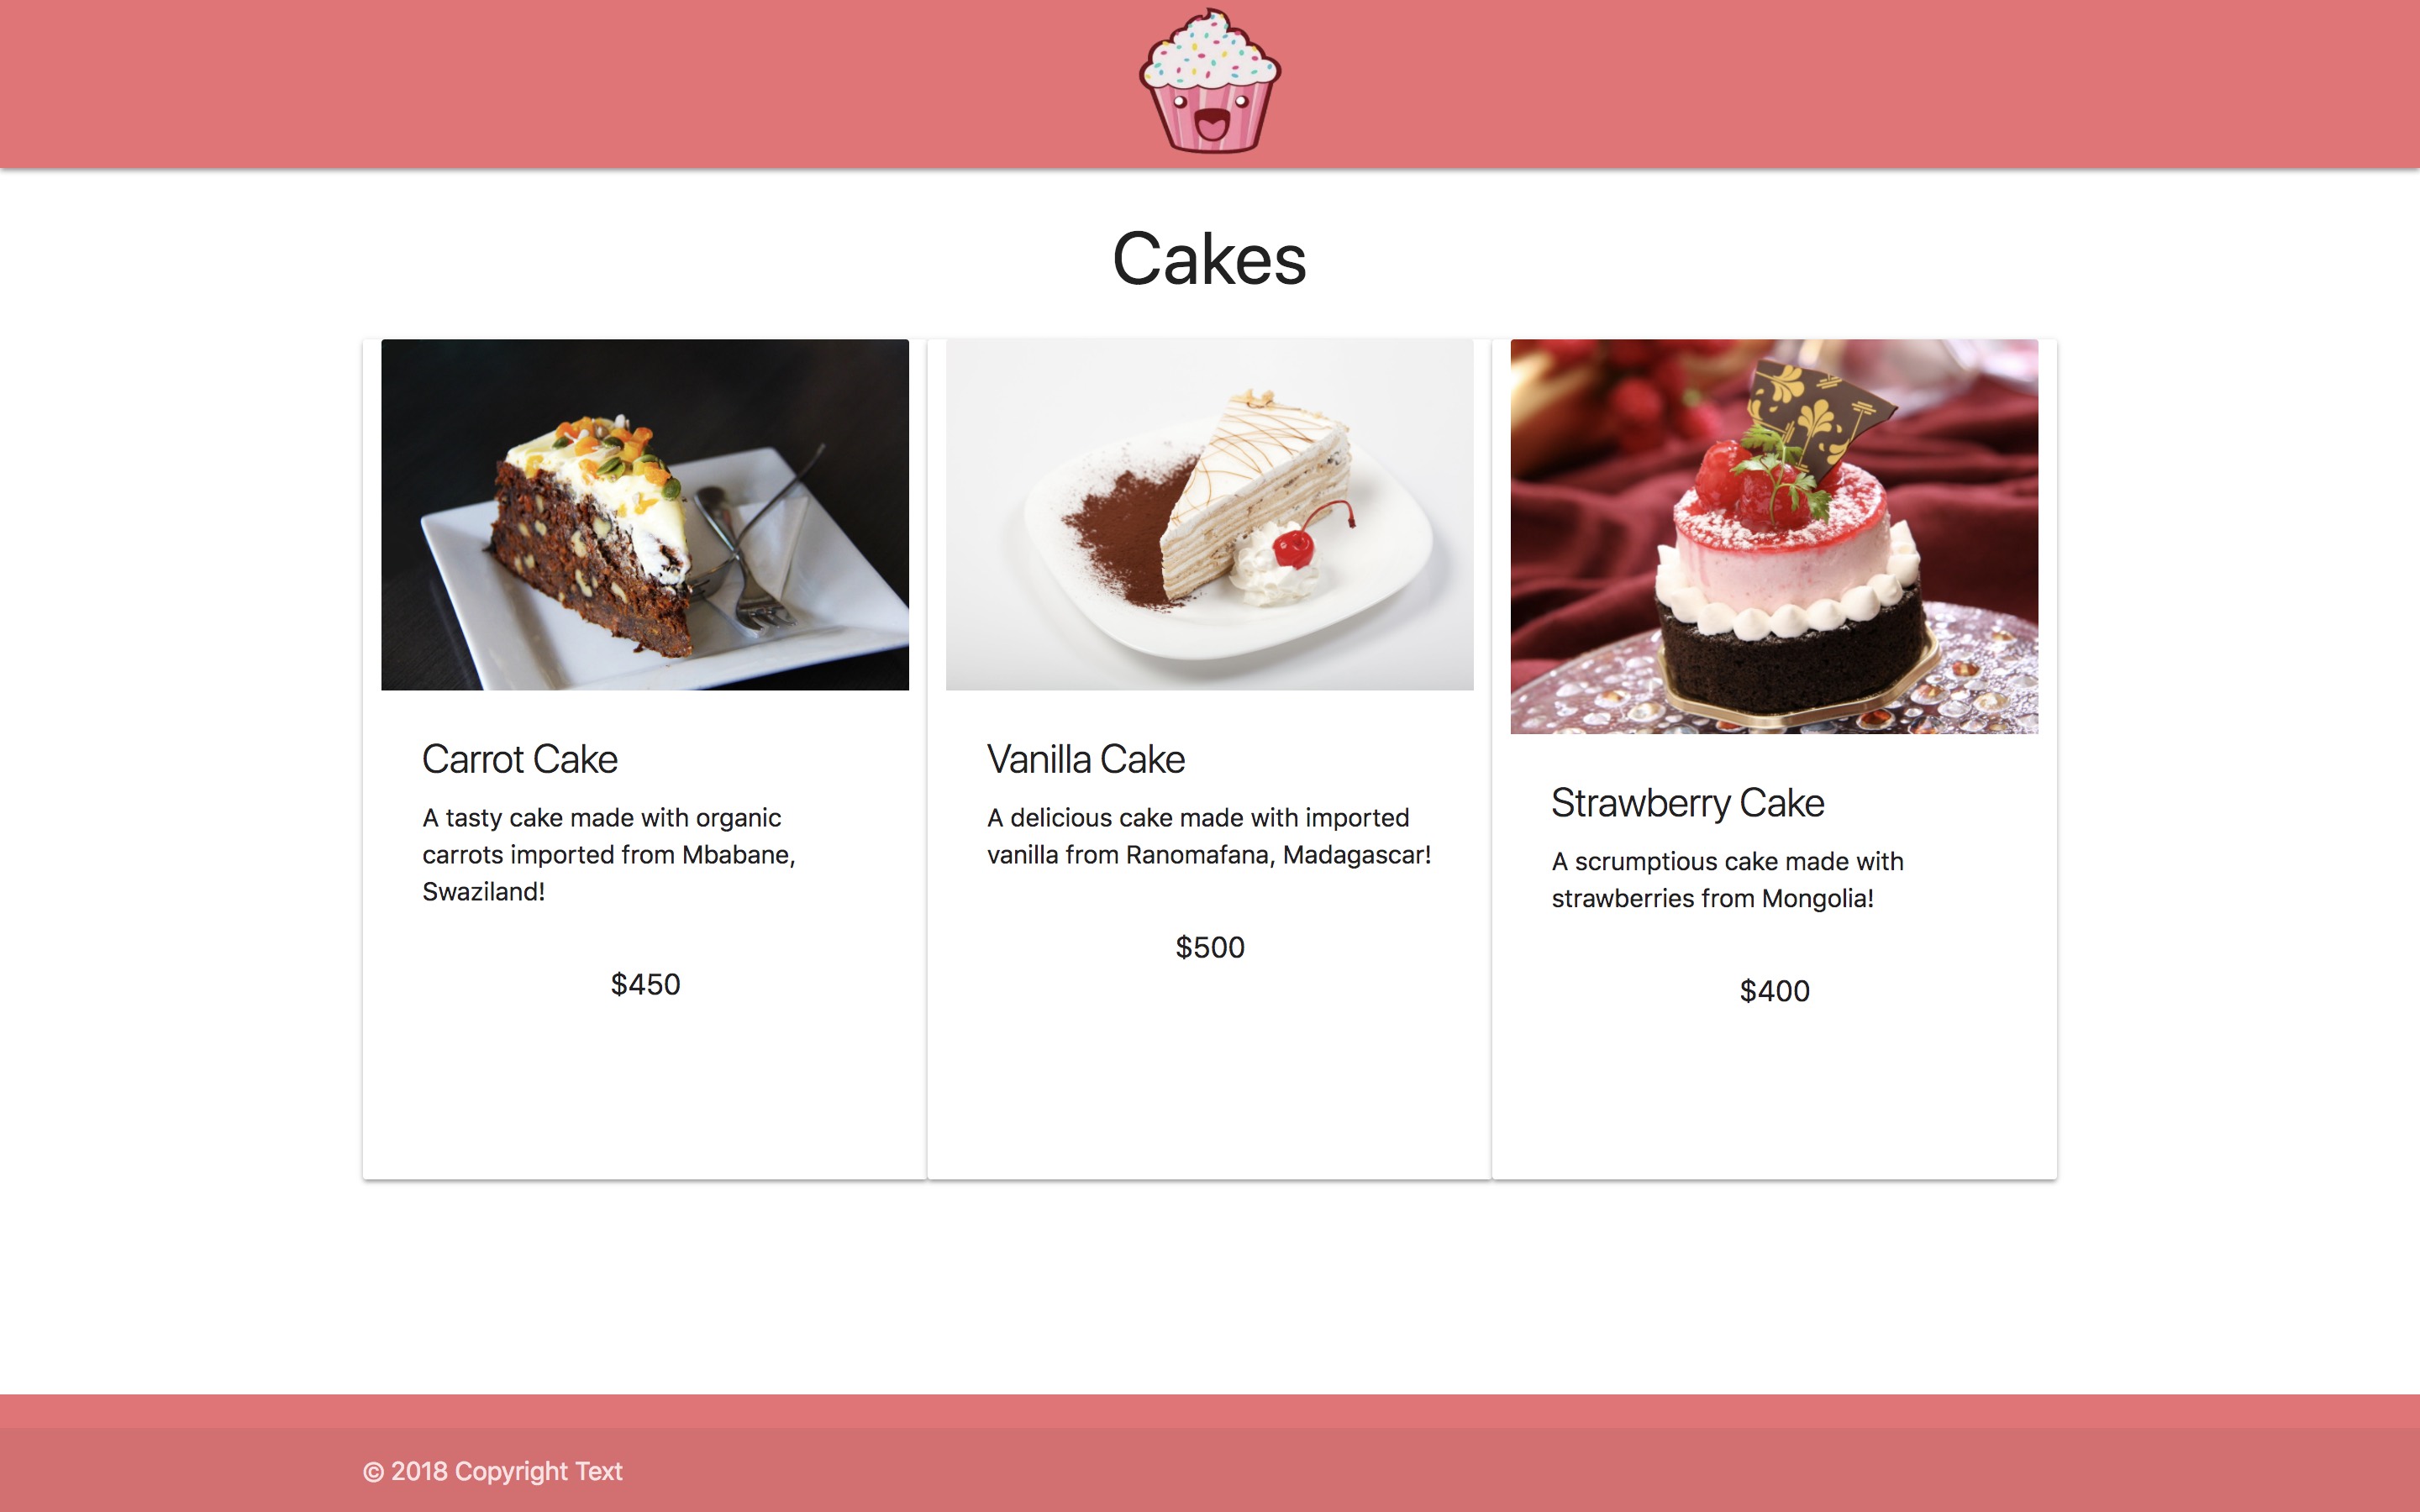 Cakes
Carrot Cake
A tasty cake made with organic
carrots imported from Mbabane,
Swaziland!
$450
Vanilla Cake
A delicious cake made with imported
vanilla from Ranomafana, Madagascar!
$500
Strawberry Cake
A scrumptious cake made with
strawberries from Mongolia!
$400
© 2018 Copyright Text